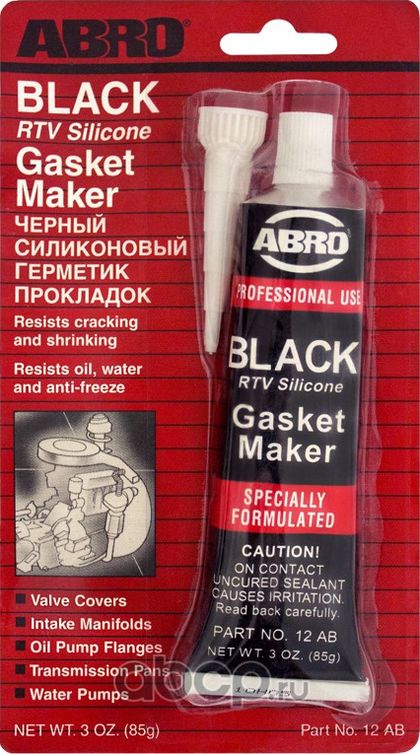 ABRO
BLACK
RTV Silicone
Gasket
Maker
ЧЕРНЫЙ
СИЛИКОНОВЫЙ
ГЕРМЕТИК
ПРОКЛАДОК
Resists cracking
and shrinking
Resists oil, water
and anti-freeze
Valve Covers
Intake Manifolds
Oil Pump Flanges
Transmission Pans
Water Pumps
NET WT. 3 OZ. (85g)
Part No. 12 AB
ABRO
PROFESSIONAL USE
BLACK
RTV Silicone
Gasket
Maker
SPECIALLY
FORMULATED
CAUTION!
ON CONTACT
UNCURED SEALANT
CAUSES IRRITATION.
Read back carefully.
PART NO. 12 AB
NET WT. 3 OZ. (85g)
abcp.ru